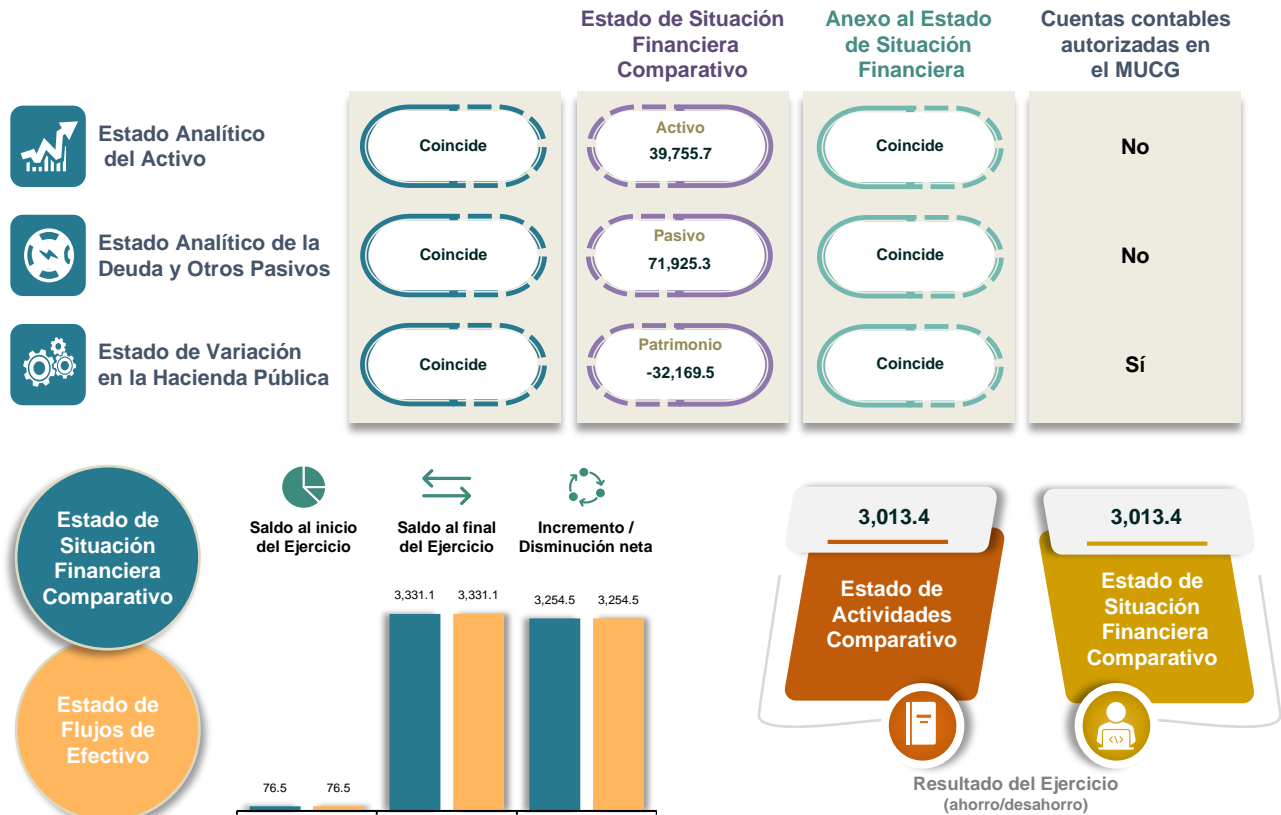 Estado de Situación
Financiera
Comparativo
Anexo al Estado
de Situación
Financiera
Cuentas contables
autorizadas en
el MUCG
Estado Analítico
del Activo
Coincide
Activo
39,755.7
Coincide
No
Estado Analítico de la
Deuda y Otros Pasivos
Coincide
Pasivo
71,925.3
Coincide
No
Estado de Variación
en la Hacienda Pública
Coincide
Patrimonio
-32,169.5
Coincide
Sí
Estado de
Situación
Financiera
Comparativo
Estado de
Flujos de
Efectivo
Saldo al inicio
del Ejercicio
Saldo al final
del Ejercicio
Incremento /
Disminución neta
76.5
76.5
3,331.1
3,331.1
3,254.5
3,254.5
3,013.4
Estado de
Actividades
Comparativo
3,013.4
Estado de
Situación
Financiera
Comparativo
Resultado del Ejercicio
(ahorro/desahorro)